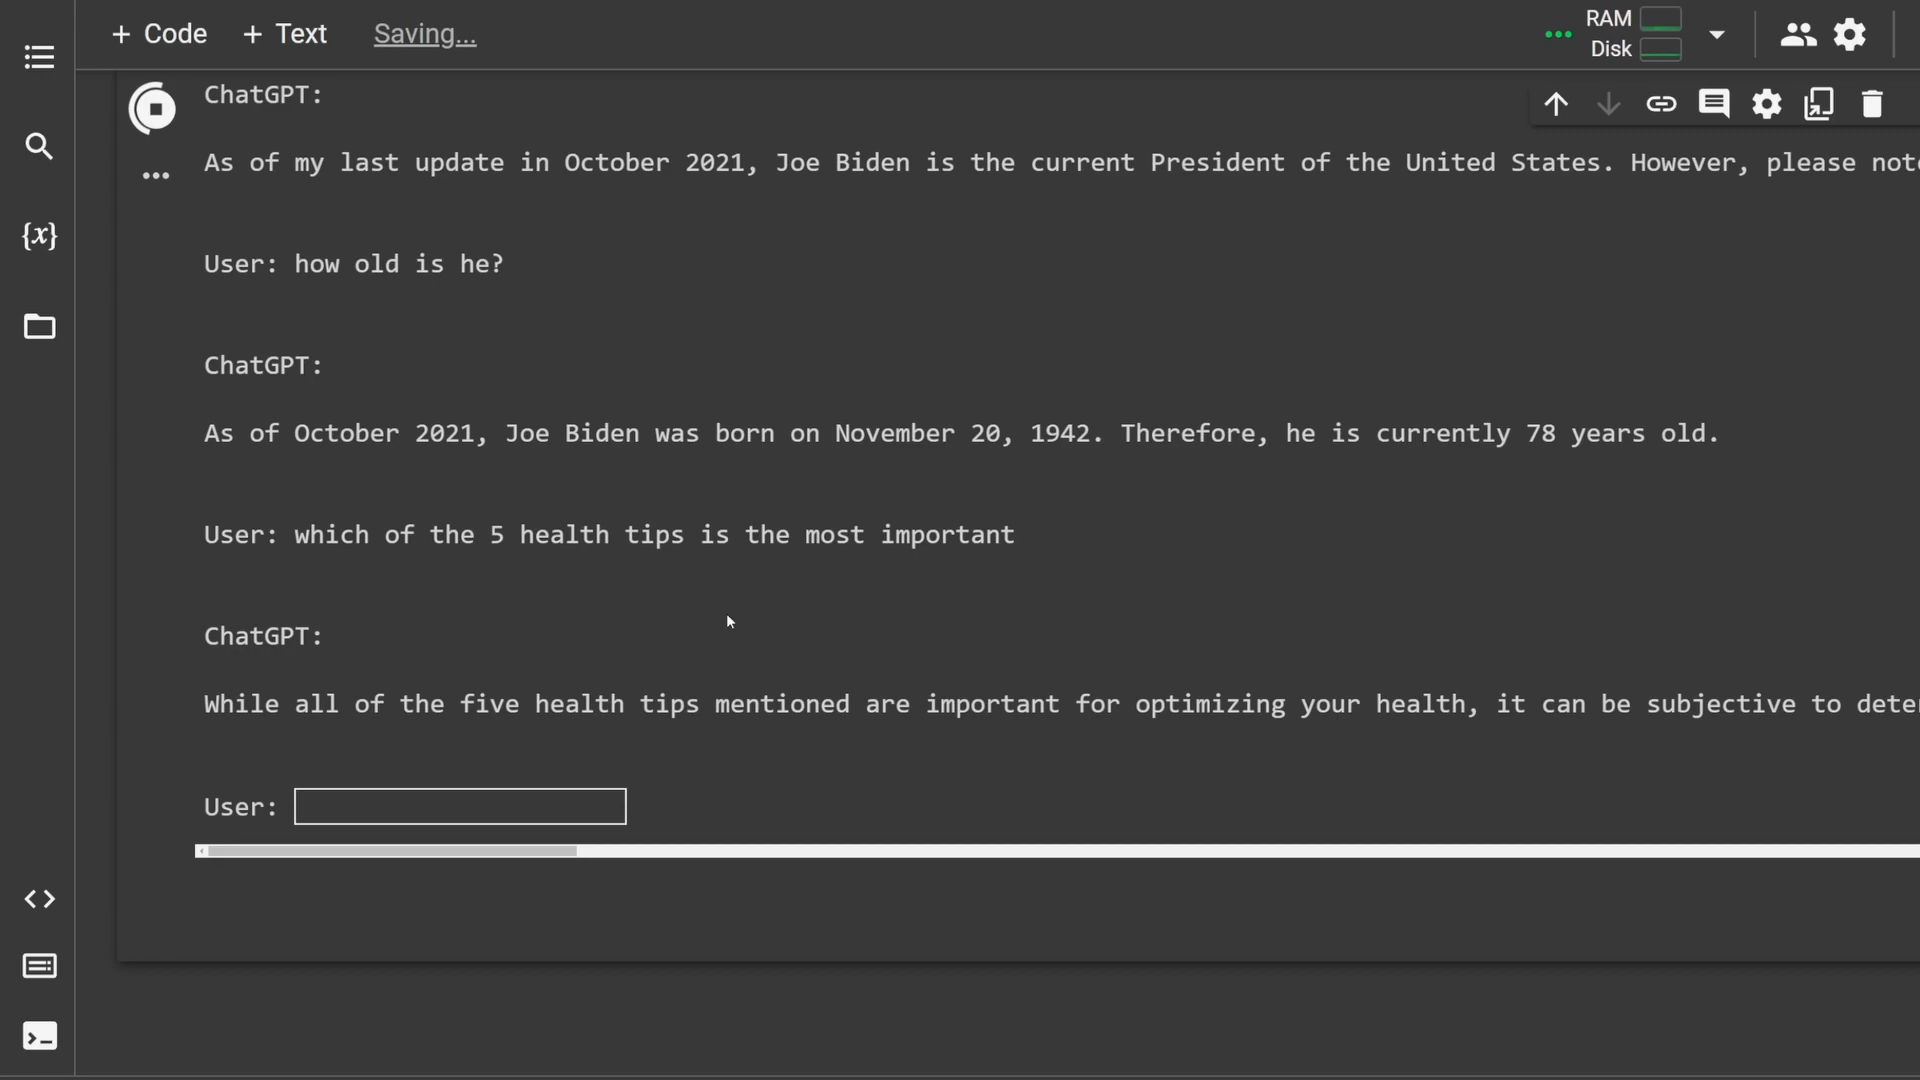 + Code + Text Saving... RAM
Disk
ChatGPT:
As of my last update in October 2021, Joe Biden is the current President of the United States. However, please
User: how old is he?
ChatGPT:
As of October 2021, Joe Biden was born on November 20, 1942. Therefore, he is currently 78 years old.
User: which of the 5 health tips is the most important
ChatGPT:
While all of the five health tips mentioned are important for optimizing your health, it can be subjective to
User:
{x}